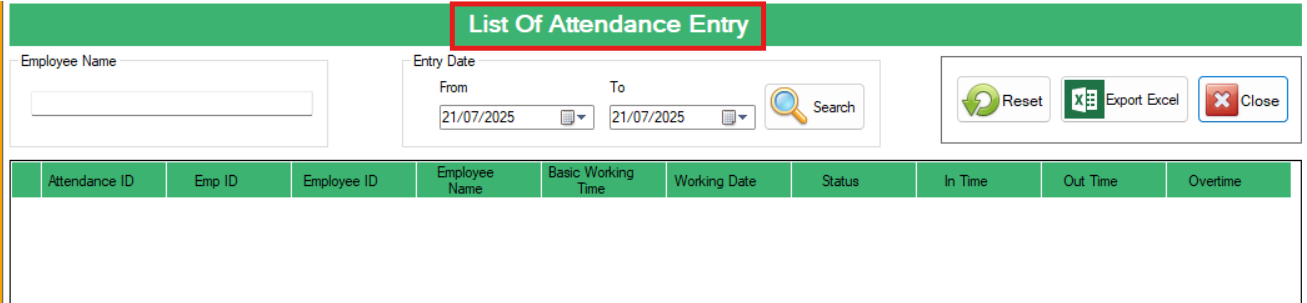 List Of Attendance Entry
Employee Name
Entry Date
From
To
21/07/2025
21/07/2025
Search
Reset
Export Excel
Close
Attendance ID
Emp ID
Employee ID
Employee
Name
Basic Working
Time
Working Date
Status
In Time
Out Time
Overtime